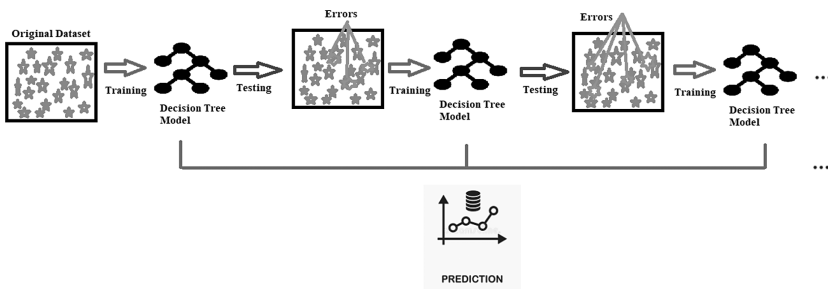 Original Dataset
Training
Decision Tree
Model
Testing
Errors
Training
Decision Tree
Model
Testing
Errors
Training
Decision Tree
Model
...
...
PREDICTION